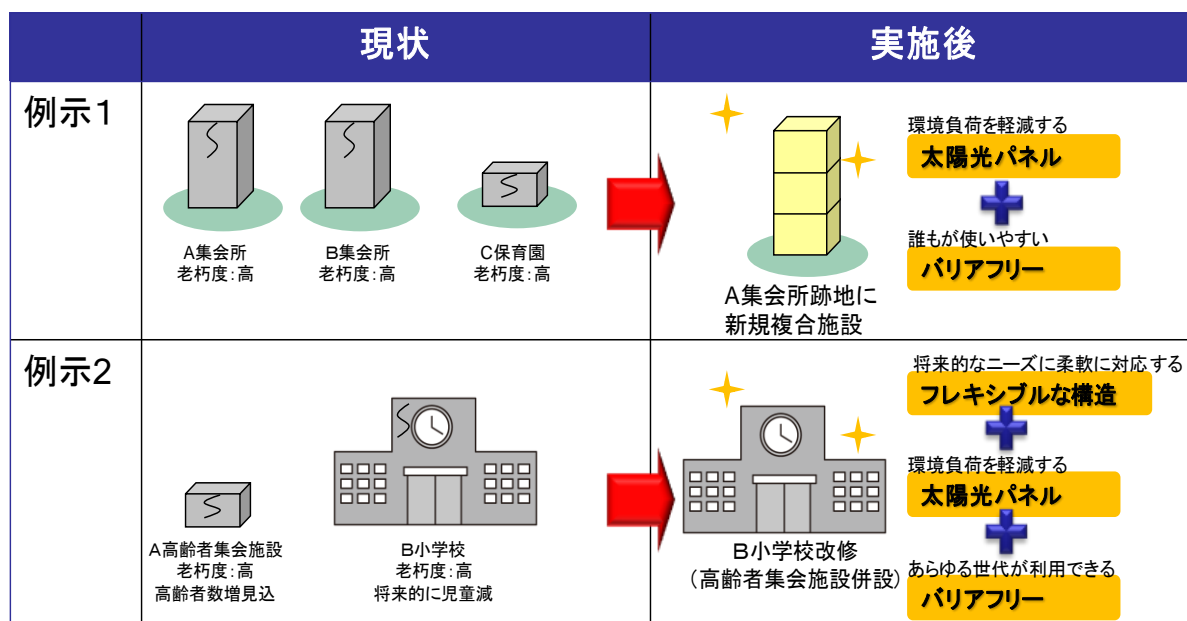 現状
実施後
例示1
A集会所
老朽度:高
B集会所
老朽度:高
C保育園
老朽度:高
A集会所跡地に
新規複合施設
環境負荷を軽減する
太陽光パネル
誰もが使いやすい
バリアフリー
例示2
A高齢者集会施設
老朽度:高
高齢者数増見込
B小学校
老朽度:高
将来的に児童減
B小学校改修
(高齢者集会施設併設)
将来的なニーズに柔軟に対応する
フレキシブルな構造
環境負荷を軽減する
太陽光パネル
あらゆる世代が利用できる
バリアフリー